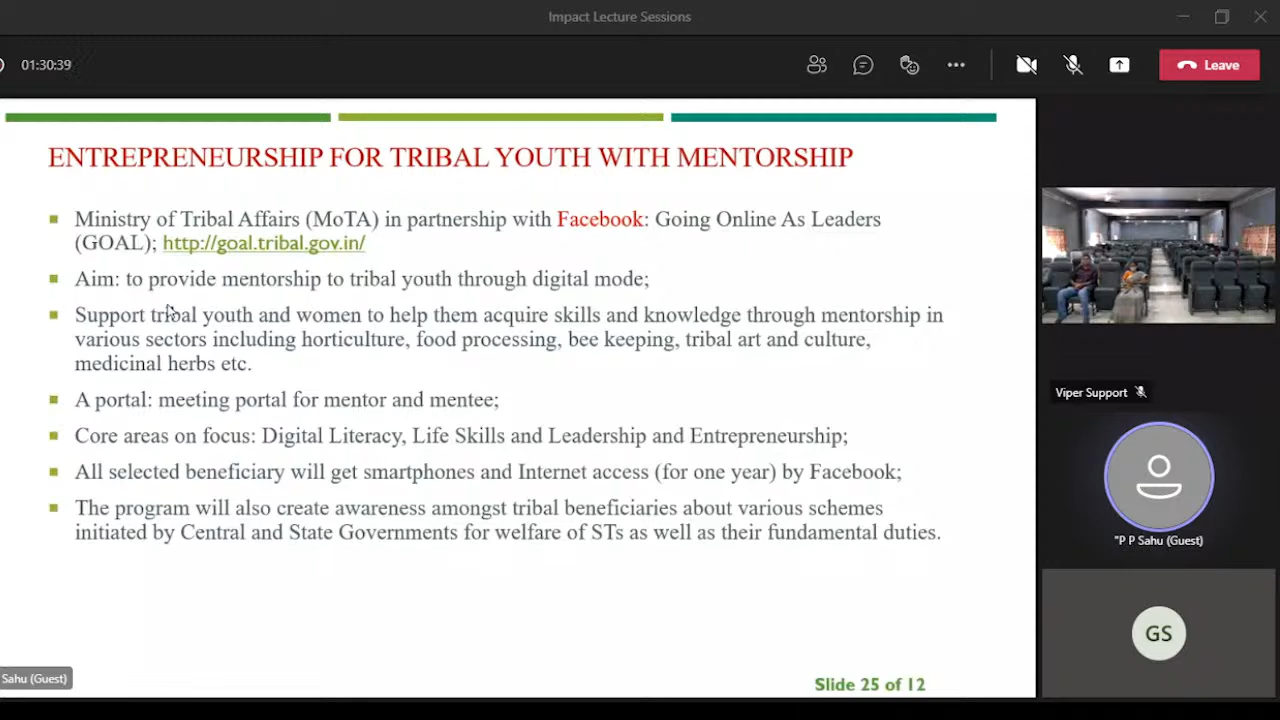 Impact Lecture Sessions
01:30:39
Leave
ENTREPRENEURSHIP FOR TRIBAL YOUTH WITH MENTORSHIP
Ministry of Tribal Affairs (MoTA) in partnership with Facebook: Going Online As Leaders
(GOAL); http://goal.tribal.gov.in/
Aim: to provide mentorship to tribal youth through digital mode;
Support tribal youth and women to help them acquire skills and knowledge through mentorship in
various sectors including horticulture, food processing, bee keeping, tribal art and culture,
medicinal herbs etc.
A portal: meeting portal for mentor and mentee;
Core areas on focus: Digital Literacy, Life Skills and Leadership and Entrepreneurship;
All selected beneficiary will get smartphones and Internet access (for one year) by Facebook;
The program will also create awareness amongst tribal beneficiaries about various schemes
initiated by Central and State Governments for welfare of STs as well as their fundamental duties.
Slide 25 of 12
Sahu (Guest)
Viper Support
"P P Sahu (Guest)
GS